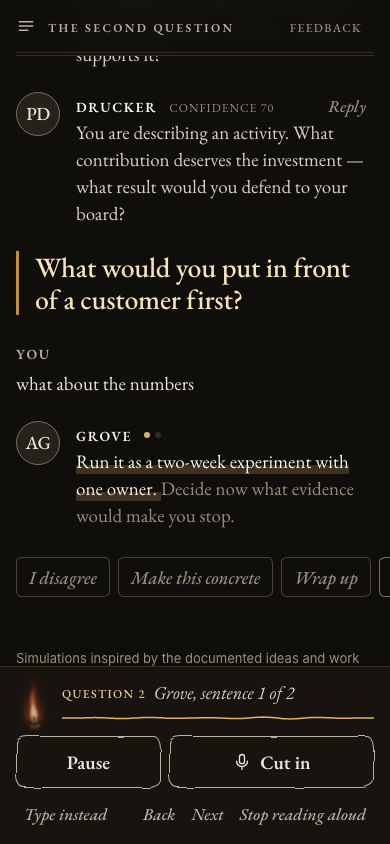 THE SECOND QUESTION FEEDBACK
supports it?
PD DRUCKER CONFIDENCE 70 Reply
You are describing an activity. What
contribution deserves the investment —
what result would you defend to your
board?
What would you put in front
of a customer first?
YOU
what about the numbers
AG GROVE
Run it as a two-week experiment with
one owner. Decide now what evidence
would make you stop.
I disagree Make this concrete Wrap up
Simulations inspired by the documented ideas and work
QUESTION 2 Grove, sentence 1 of 2
Pause Cut in
Type instead Back Next Stop reading aloud